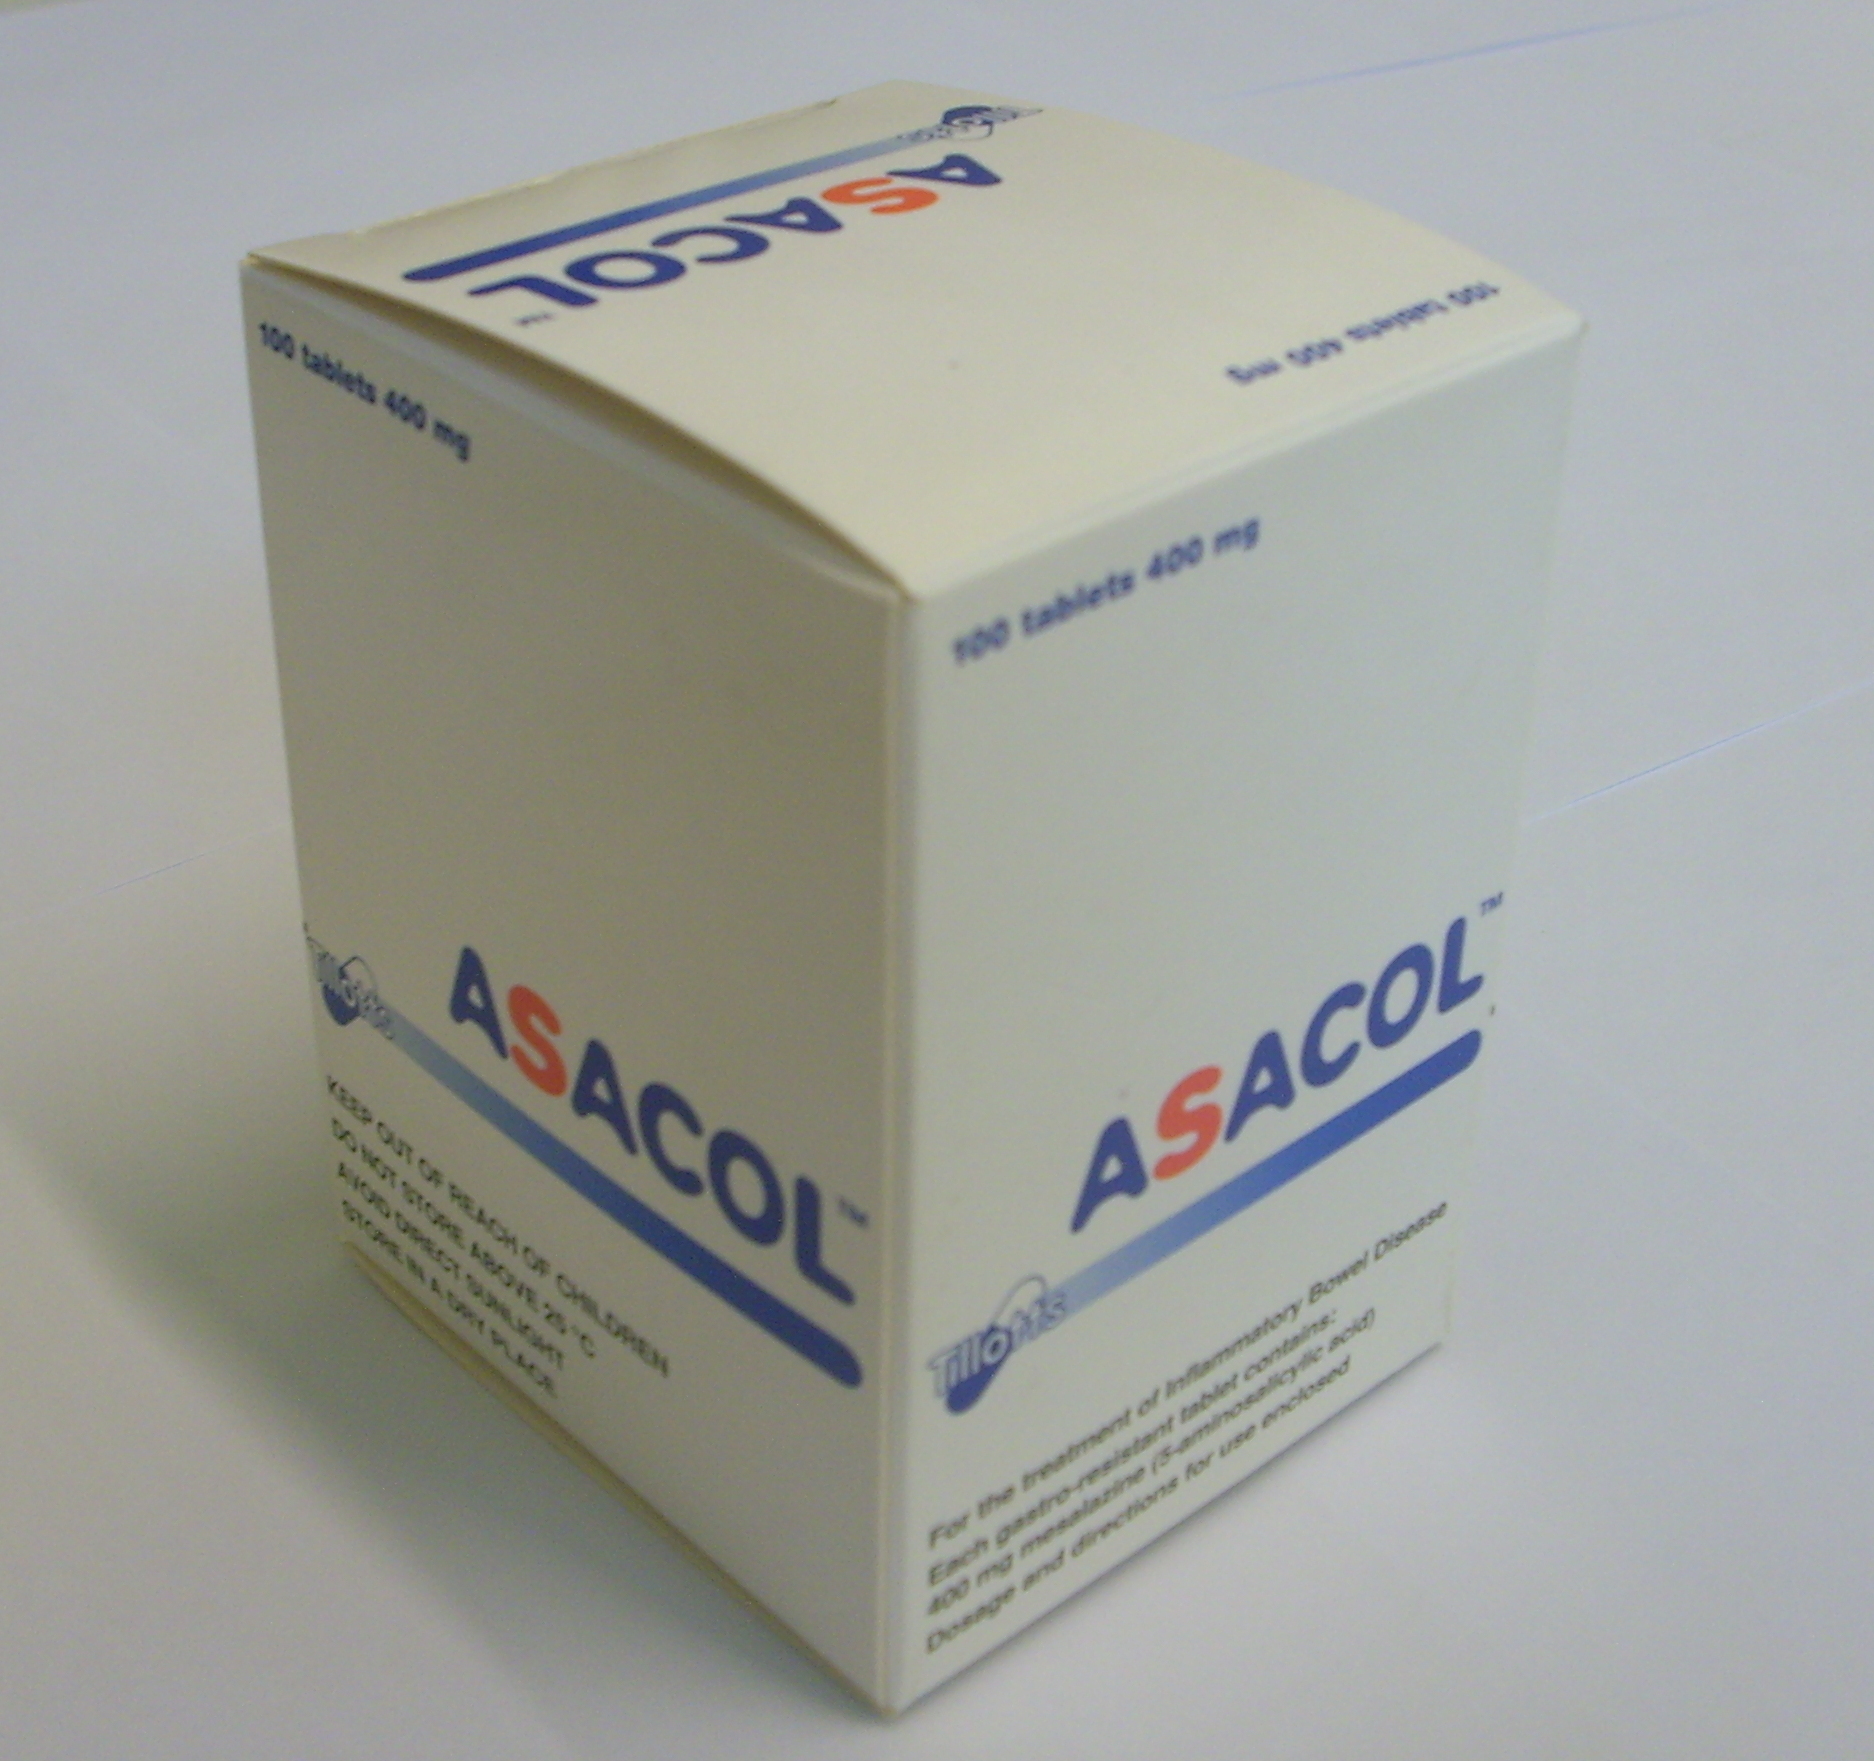 Tillotts
ASACOL™
100 tablets 400 mg
100 tablets 400 mg
Tillotts
ASACOL™
KEEP OUT OF REACH OF CHILDREN
DO NOT STORE ABOVE 25 °C
AVOID DIRECT SUNLIGHT
STORE IN A DRY PLACE
100 tablets 400 mg
ASACOL™
Tillotts
For the treatment of Inflammatory Bowel Disease
Each gastro-resistant tablet contains:
400 mg mesalazine (5-aminosalicylic acid)
Dosage and directions for use enclosed